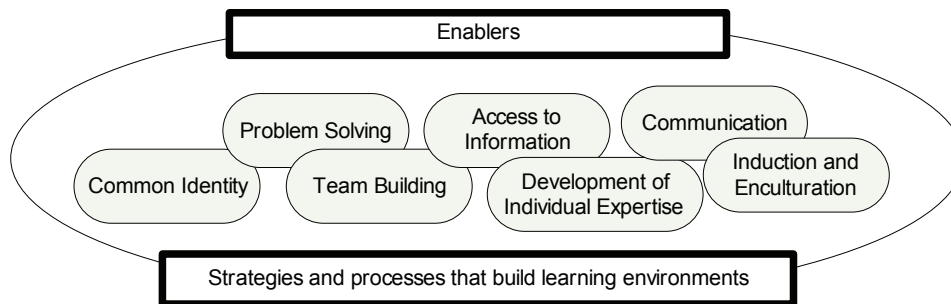 Enablers
Problem Solving
Access to
Information
Communication
Common Identity
Team Building
Development of
Individual Expertise
Induction and
Enculturation
Strategies and processes that build learning environments